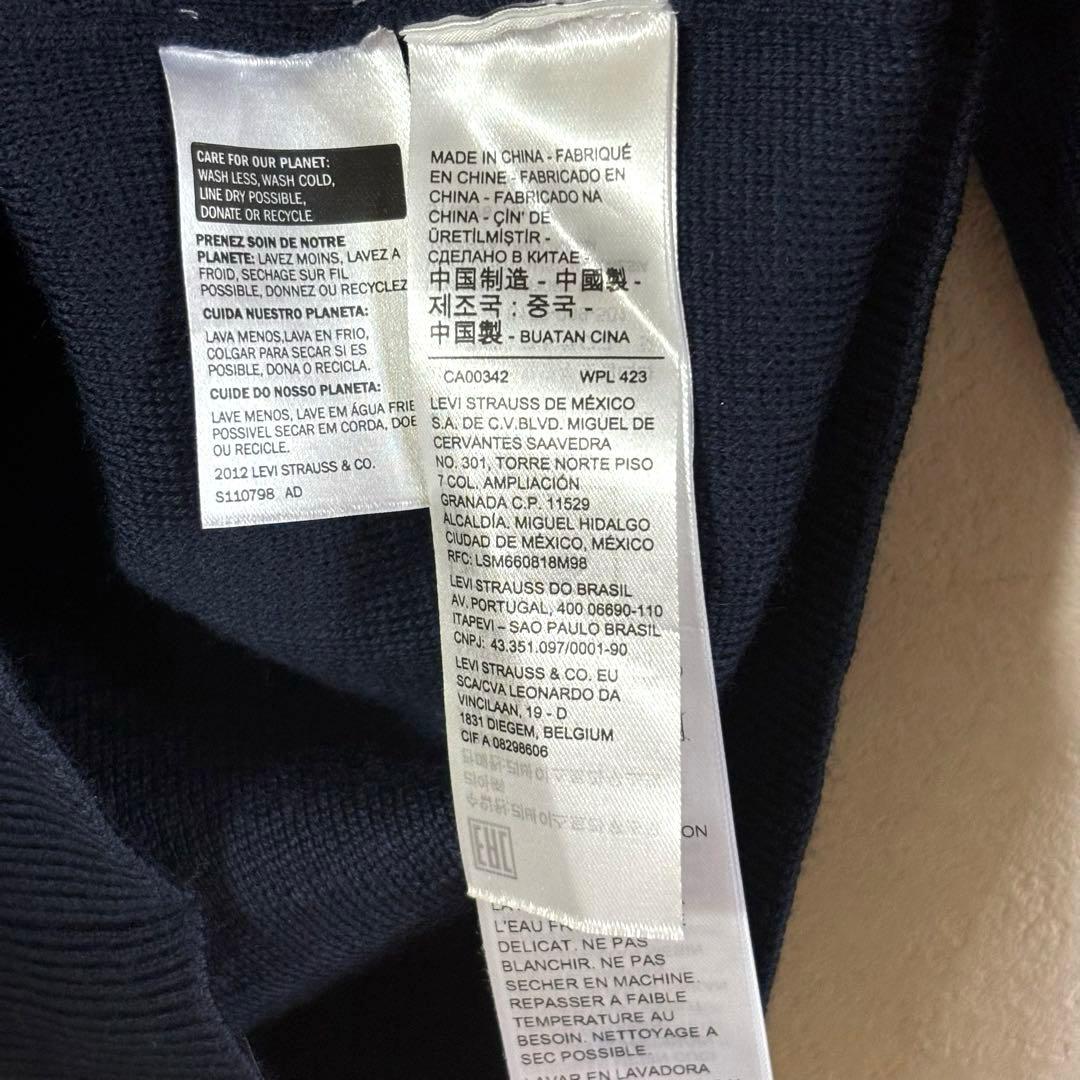 CARE FOR OUR PLANET:
WASH LESS, WASH COLD,
LINE DRY POSSIBLE,
DONATE OR RECYCLE
PRENEZ SOIN DE NOTRE
PLANETE: LAVEZ MOINS, LAVEZ A
FROID, SECHAGE SUR FIL
POSSIBLE, DONNEZ OU RECYCLEZ
CUIDA NUESTRO PLANETA:
LAVA MENOS,LAVA EN FRIO,
COLGAR PARA SECAR SI ES
POSIBLE, DONA O RECICLA.
CUIDE DO NOSSO PLANETA:
LAVE MENOS, LAVE EM ÁGUA FRIE
POSSIVEL SECAR EM CORDA, DOE
OU RECICLE.
2012 LEVI STRAUSS & CO.
S110798 AD
MADE IN CHINA - FABRIQUÉ
EN CHINE - FABRICADO EN
CHINA - FABRICADO NA
CHINA - ÇİN' DE
ÜRETİLMİŞTİR -
СДЕЛАНО В КИТАЕ -
中国制造 - 中國製 -
제조국 : 중국 -
中国製 - BUATAN CINA
CA00342 WPL 423
LEVI STRAUSS DE MÉXICO
S.A. DE C.V.BLVD. MIGUEL DE
CERVANTES SAAVEDRA
NO. 301, TORRE NORTE PISO
7 COL. AMPLIACIÓN
GRANADA C.P. 11529
ALCALDÍA. MIGUEL HIDALGO
CIUDAD DE MÉXICO, MÉXICO
RFC: LSM660818M98
LEVI STRAUSS DO BRASIL
AV. PORTUGAL, 400 06690-110
ITAPEVI – SAO PAULO BRASIL
CNPJ: 43.351.097/0001-90
LEVI STRAUSS & CO. EU
SCA/CVA LEONARDO DA
VINCILAAN, 19 - D
1831 DIEGEM, BELGIUM
CIF A 08298606
EAC
ON
L'EAU
DELICAT. NE PAS
BLANCHIR. NE PAS
SECHER EN MACHINE.
REPASSER A FAIBLE
TEMPERATURE AU
BESOIN. NETTOYAGE A
SEC POSSIBLE.
LAVAR EN LAVADORA